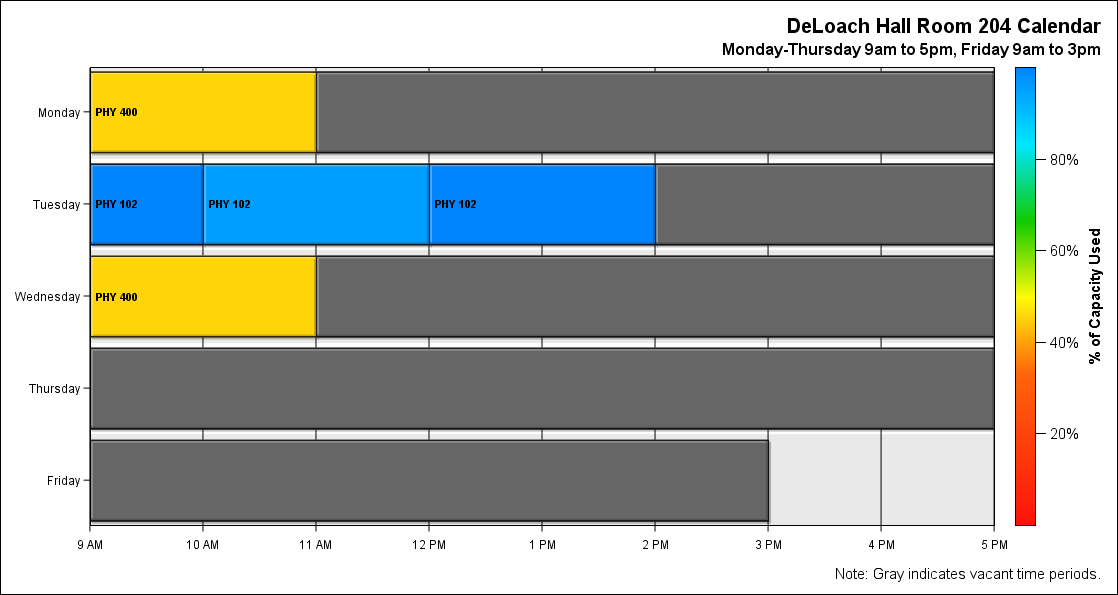 DeLoach Hall Room 204 Calendar
Monday-Thursday 9am to 5pm, Friday 9am to 3pm
Monday
PHY 400
Tuesday
PHY 102
PHY 102
PHY 102
Wednesday
PHY 400
Thursday
Friday
9 AM
10 AM
11 AM
12 PM
1 PM
2 PM
3 PM
4 PM
5 PM
80%
60%
40%
20%
% of Capacity Used
Note: Gray indicates vacant time periods.